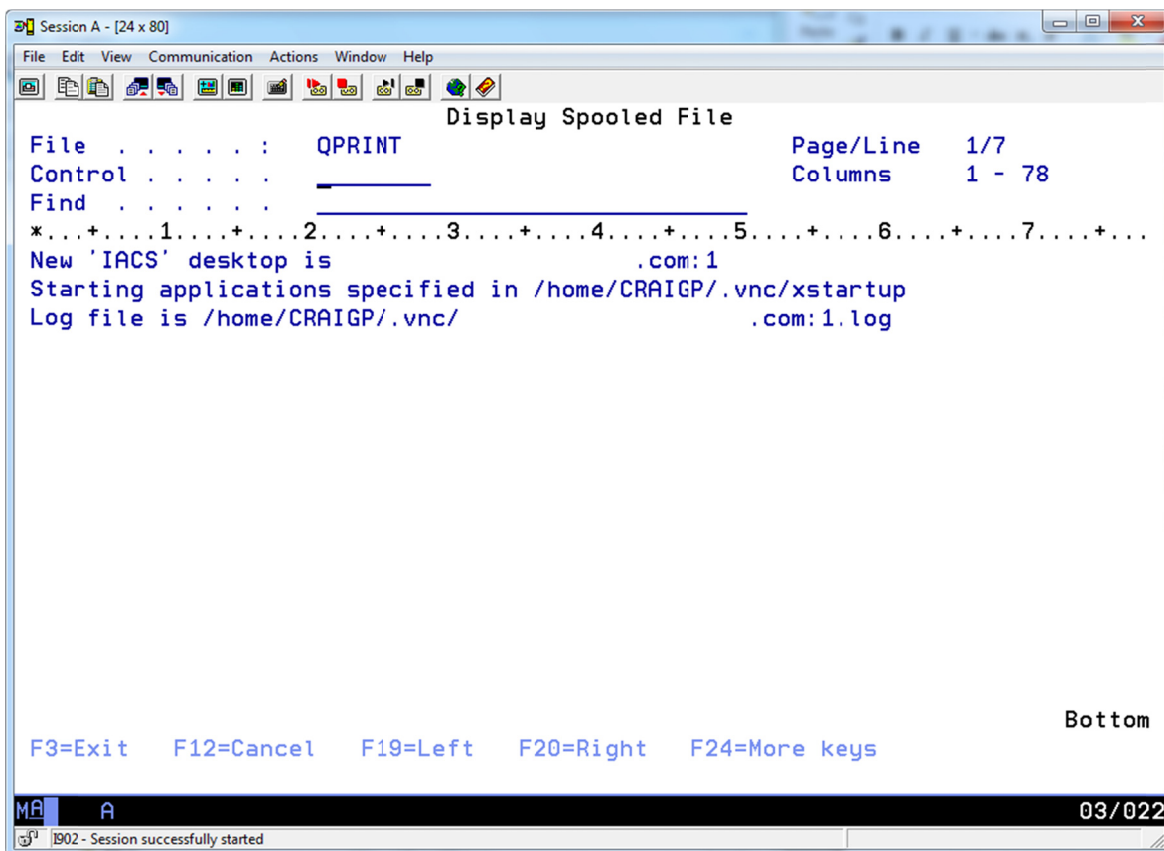 Session A - [24 x 80]
File Edit View Communication Actions Window Help
Display Spooled File
File . . . . . : QPRINT Page/Line 1/7
Control . . . . . Columns 1 - 78
Find . . . . . .
*...+....1....+....2....+....3....+....4....+....5....+....6....+....7....+...
New 'IACS' desktop is .com:1
Starting applications specified in /home/CRAIGP/.vnc/xstartup
Log file is /home/CRAIGP/.vnc/ .com:1.log
Bottom
F3=Exit F12=Cancel F19=Left F20=Right F24=More keys
MA A 03/022
I902 - Session successfully started